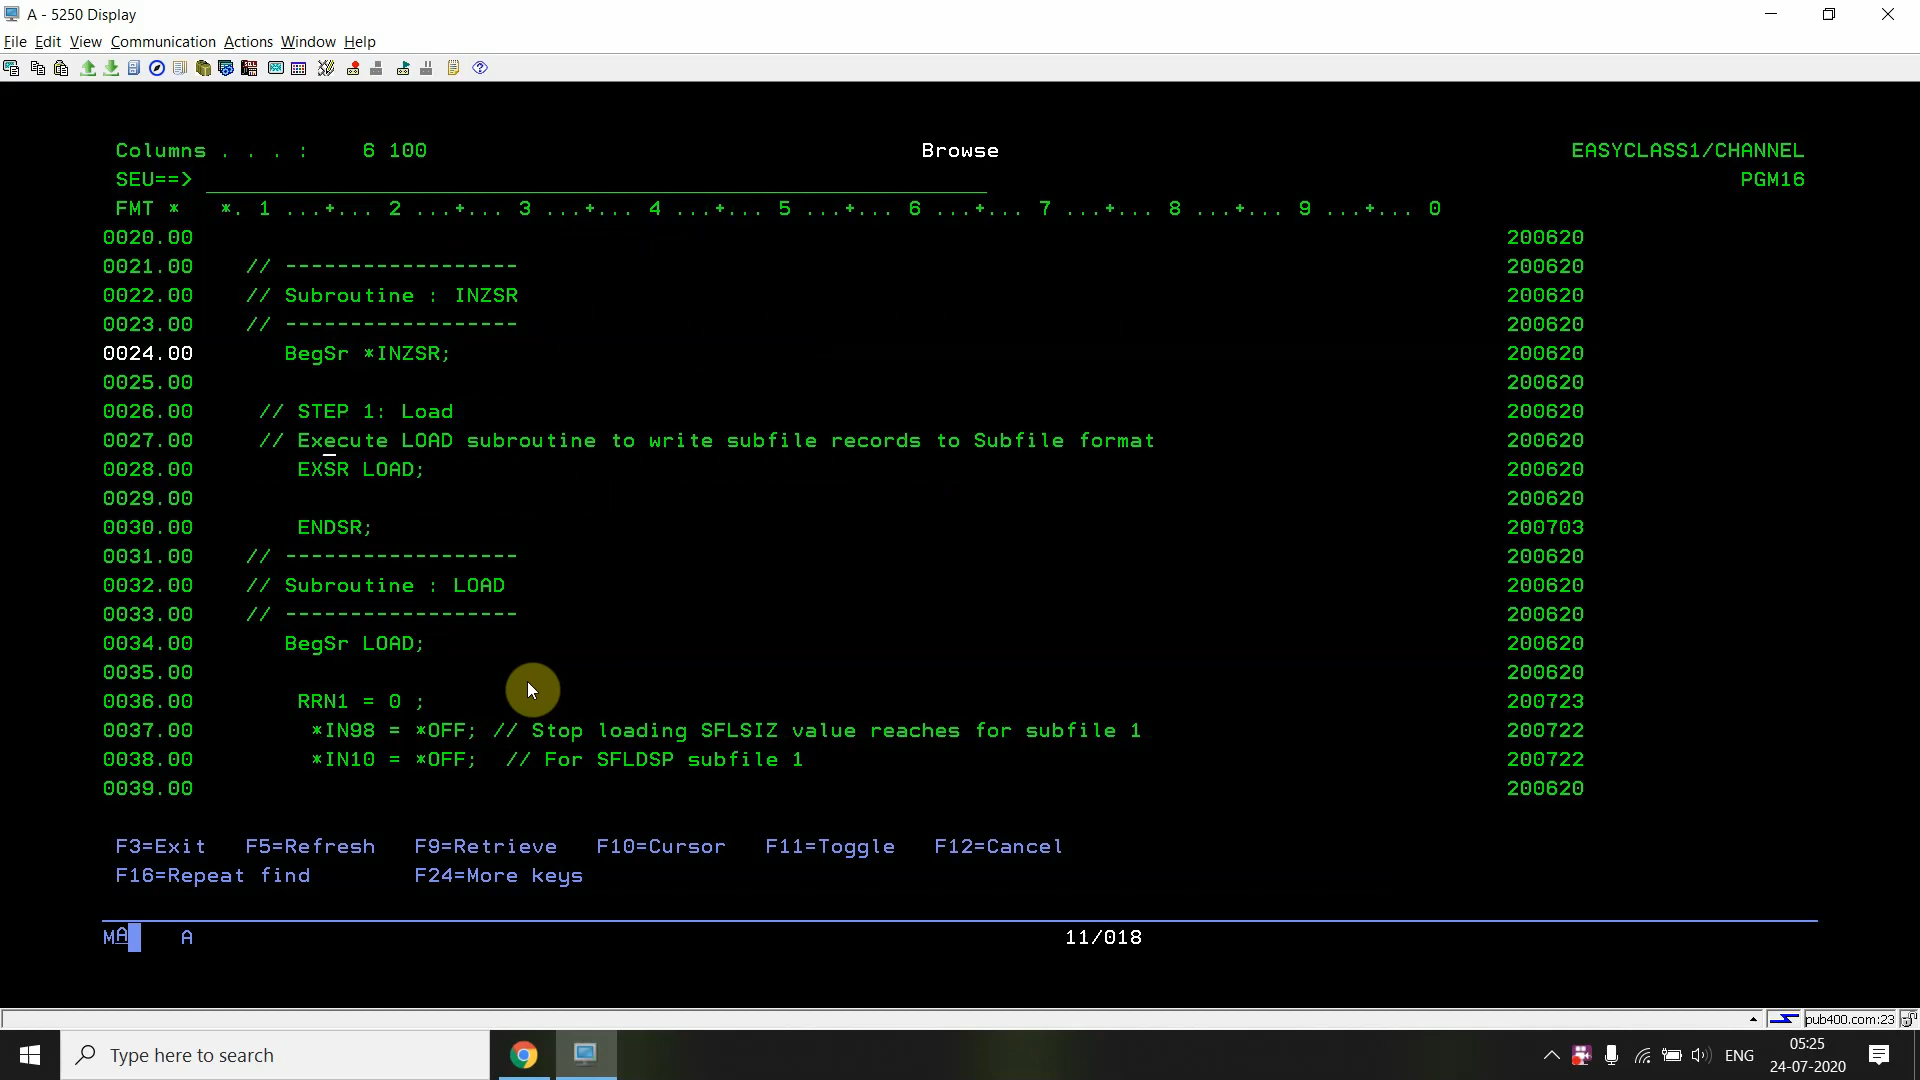 A - 5250 Display
File Edit View Communication Actions Window Help
Columns . . . :    6 100    Browse    EASYCLASS1/CHANNEL
SEU==>    PGM16
FMT *   *. 1 ...+... 2 ...+... 3 ...+... 4 ...+... 5 ...+... 6 ...+... 7 ...+... 8 ...+... 9 ...+... 0
0020.00    200620
0021.00    // ------------------    200620
0022.00    // Subroutine : INZSR    200620
0023.00    // ------------------    200620
0024.00    BegSr *INZSR;    200620
0025.00    200620
0026.00    // STEP 1: Load    200620
0027.00    // Execute LOAD subroutine to write subfile records to Subfile format    200620
0028.00    EXSR LOAD;    200620
0029.00    200620
0030.00    ENDSR;    200703
0031.00    // ------------------    200620
0032.00    // Subroutine : LOAD    200620
0033.00    // ------------------    200620
0034.00    BegSr LOAD;    200620
0035.00    200620
0036.00    RRN1 = 0 ;    200723
0037.00    *IN98 = *OFF; // Stop loading SFLSIZ value reaches for subfile 1    200722
0038.00    *IN10 = *OFF;  // For SFLDSP subfile 1    200722
0039.00    200620
F3=Exit   F5=Refresh   F9=Retrieve   F10=Cursor   F11=Toggle   F12=Cancel
F16=Repeat find   F24=More keys
MA   A   11/018
pub400.com:23
Type here to search
ENG
05:25
24-07-2020